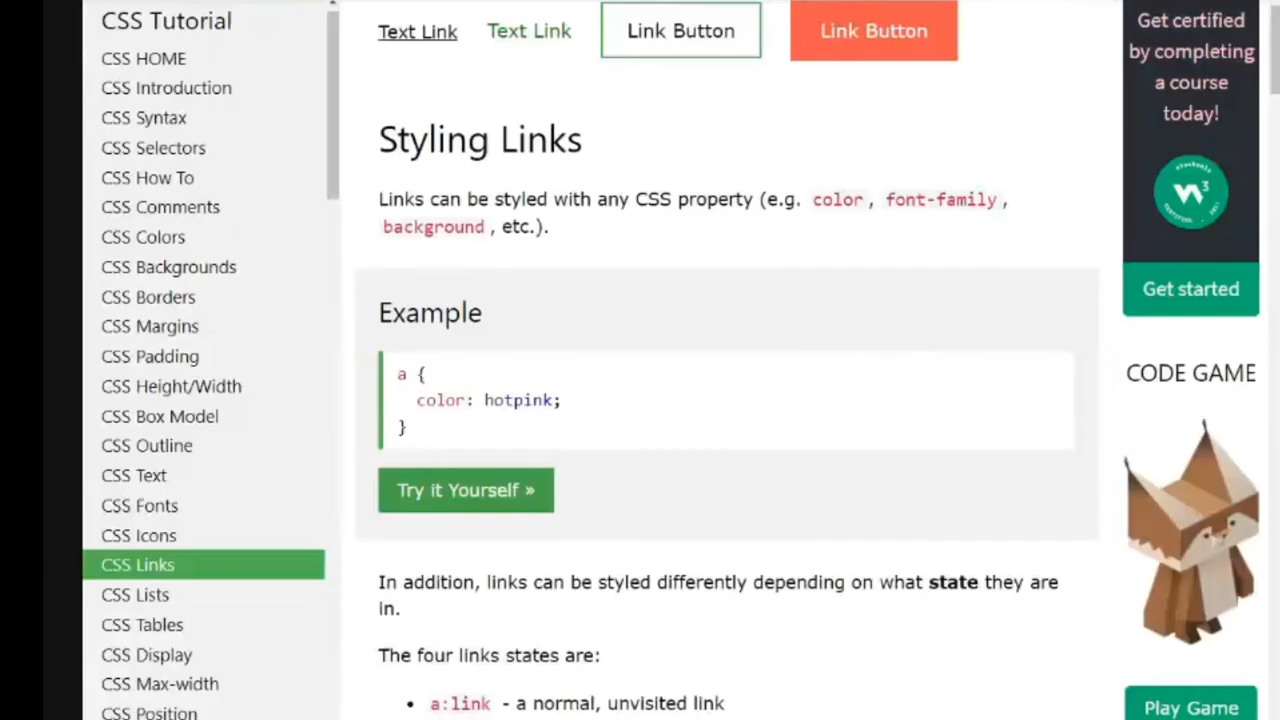 CSS Tutorial
CSS HOME
CSS Introduction
CSS Syntax
CSS Selectors
CSS How To
CSS Comments
CSS Colors
CSS Backgrounds
CSS Borders
CSS Margins
CSS Padding
CSS Height/Width
CSS Box Model
CSS Outline
CSS Text
CSS Fonts
CSS Icons
CSS Links
CSS Lists
CSS Tables
CSS Display
CSS Max-width
CSS Position
Text Link Text Link Link Button Link Button
Styling Links
Links can be styled with any CSS property (e.g. color, font-family,
background, etc.).
Example
a {
  color: hotpink;
}
Try it Yourself »
In addition, links can be styled differently depending on what state they are
in.
The four links states are:
• a:link - a normal, unvisited link
Get certified
by completing
a course
today!
W3
Get started
CODE GAME
Play Game